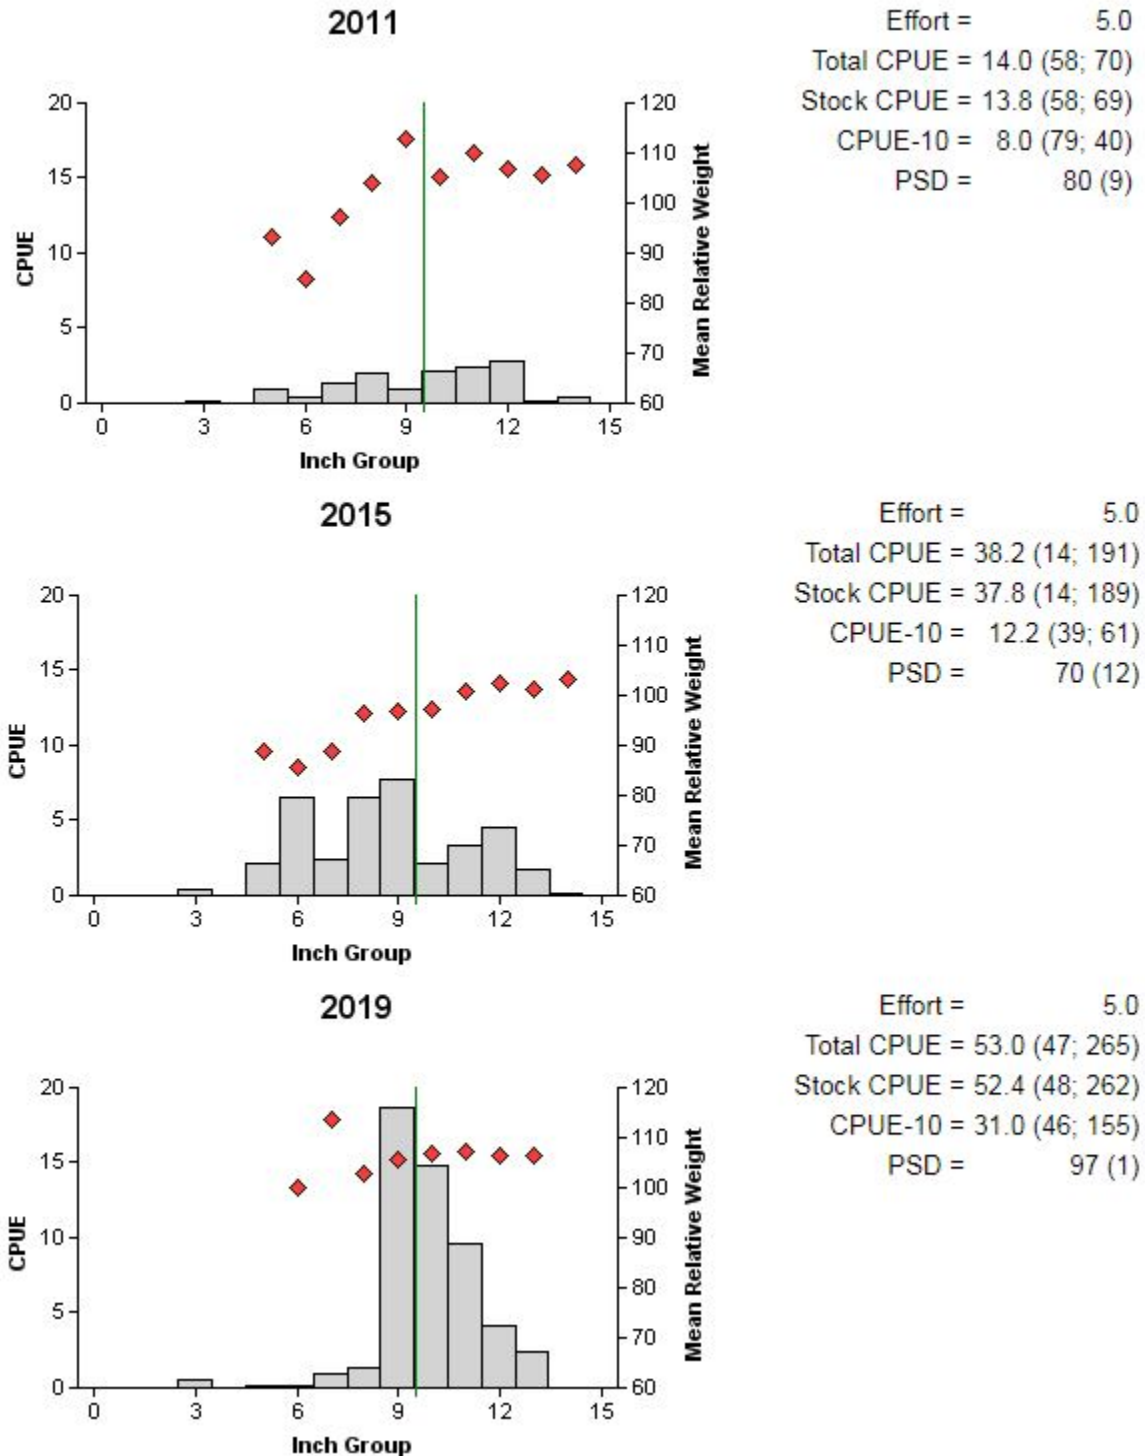 2011
Effort = 5.0
Total CPUE = 14.0 (58; 70)
Stock CPUE = 13.8 (58; 69)
CPUE-10 = 8.0 (79; 40)
PSD = 80 (9)
20
15
10
5
0
CPUE
120
110
100
90
80
70
60
Mean Relative Weight
0 3 6 9 12 15
Inch Group
2015
Effort = 5.0
Total CPUE = 38.2 (14; 191)
Stock CPUE = 37.8 (14; 189)
CPUE-10 = 12.2 (39; 61)
PSD = 70 (12)
20
15
10
5
0
CPUE
120
110
100
90
80
70
60
Mean Relative Weight
0 3 6 9 12 15
Inch Group
2019
Effort = 5.0
Total CPUE = 53.0 (47; 265)
Stock CPUE = 52.4 (48; 262)
CPUE-10 = 31.0 (46; 155)
PSD = 97 (1)
20
15
10
5
0
CPUE
120
110
100
90
80
70
60
Mean Relative Weight
0 3 6 9 12 15
Inch Group